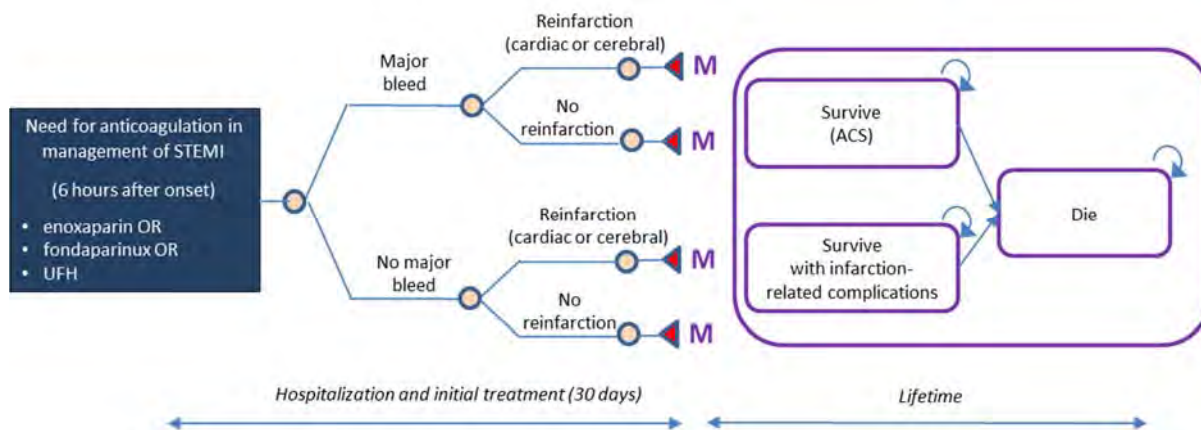 Need for anticoagulation in
management of STEMI
(6 hours after onset)
• enoxaparin OR
• fondaparinux OR
• UFH
Major
bleed
No major
bleed
Reinfarction
(cardiac or cerebral)
M
No
reinfarction
M
Reinfarction
(cardiac or cerebral)
M
No
reinfarction
M
Survive
(ACS)
Survive
with infarction-
related complications
Die
Hospitalization and initial treatment (30 days)
Lifetime